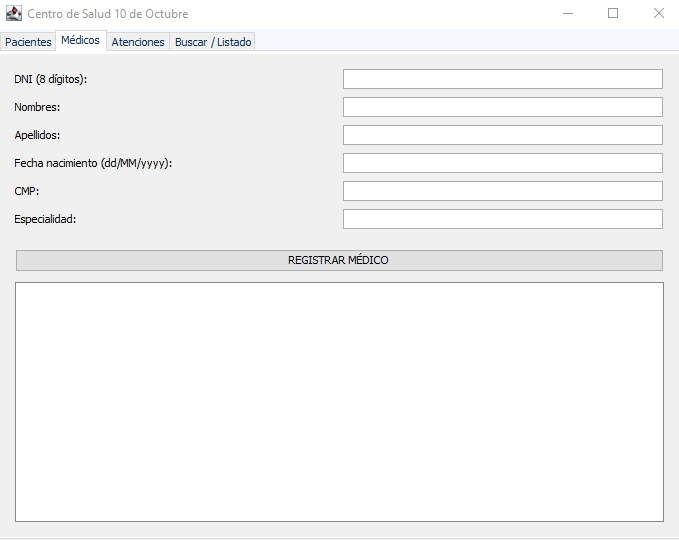 Centro de Salud 10 de Octubre
Pacientes Médicos Atenciones Buscar / Listado
DNI (8 dígitos):
Nombres:
Apellidos:
Fecha nacimiento (dd/MM/yyyy):
CMP:
Especialidad:
REGISTRAR MÉDICO